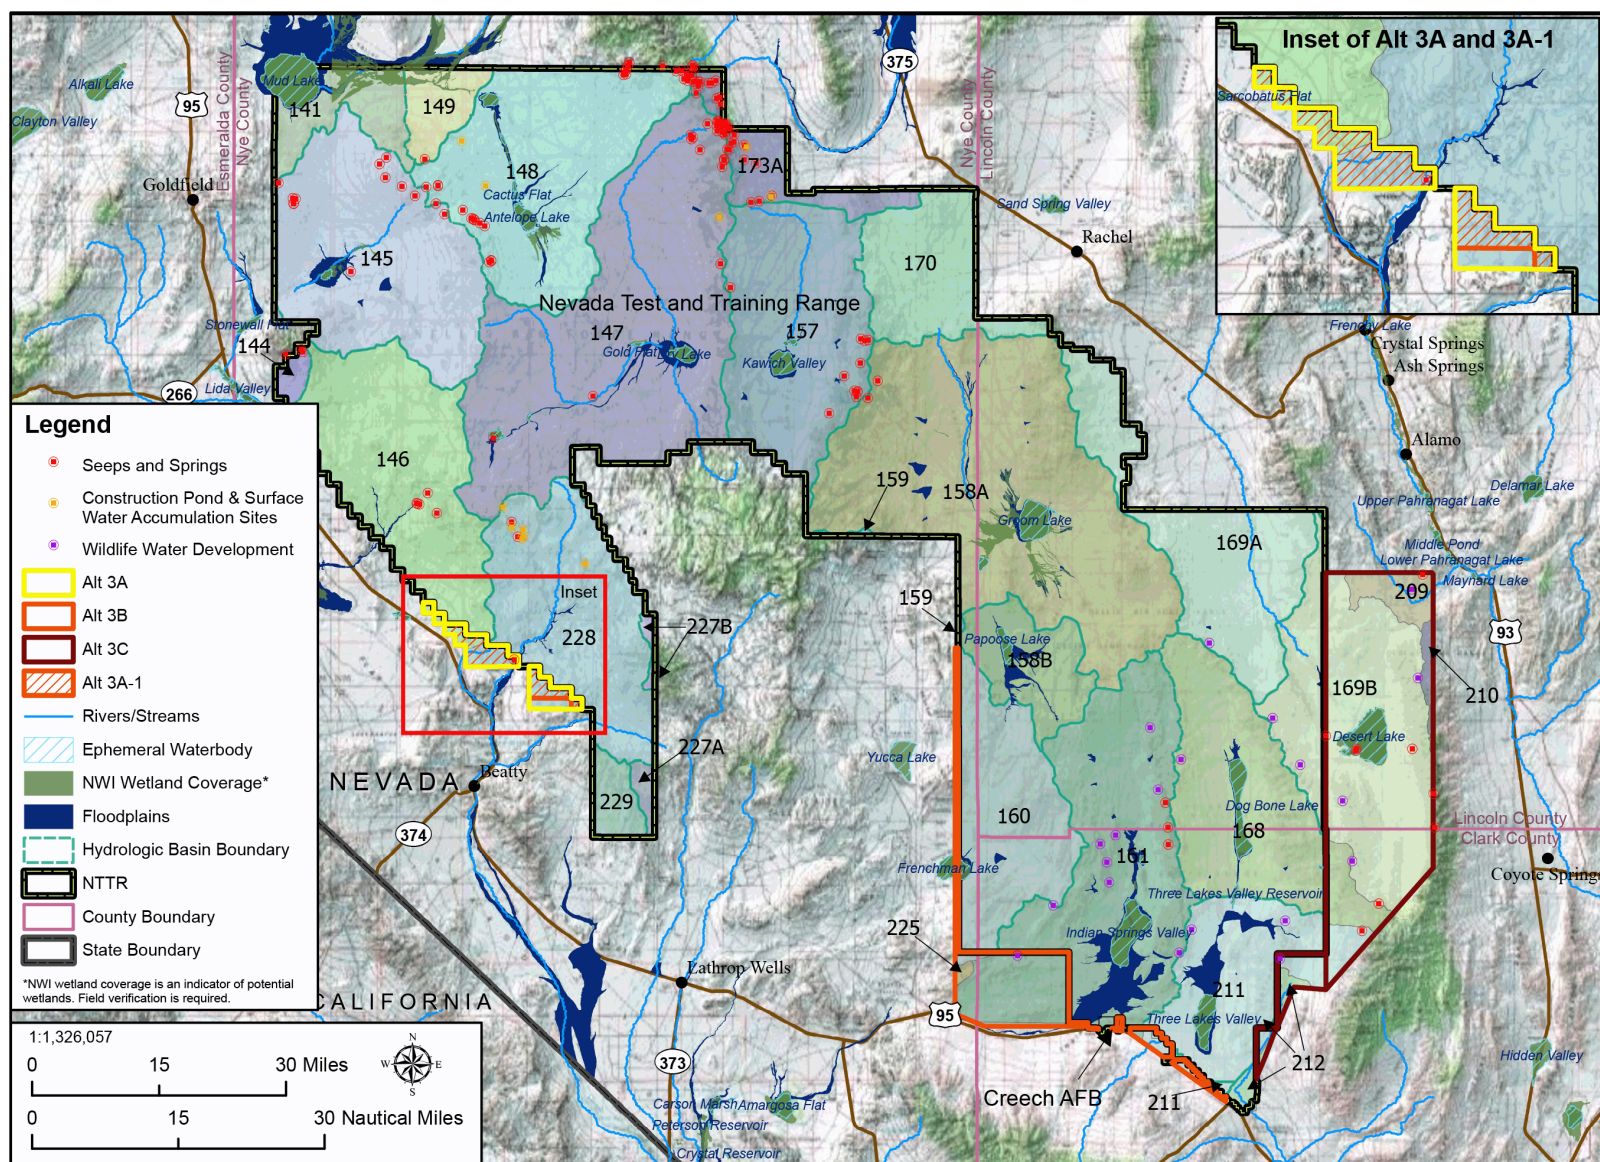 Inset of Alt 3A and 3A-1
Sarcobatus Flat
Mud Lake
Alkali Lake
Clayton Valley
95
Esmeralda County
Nye County
141
149
148
Cactus Flat
Antelope Lake
173A
375
Nye County
Lincoln County
Sand Spring Valley
Rachel
Goldfield
145
170
Nevada Test and Training Range
147
157
Gold Flat
Kawich Valley
Stonewall Flat
144
Lida Valley
266
Frenchy Lake
Crystal Springs
Ash Springs
Alamo
Delamar Lake
Upper Pahranagat Lake
Middle Pond
Lower Pahranagat Lake
Maynard Lake
146
159
158A
Groom Lake
169A
209
93
Inset
228
227B
159
Papoose Lake
158B
169B
210
Desert Lake
227A
Yucca Lake
Beatty
NEVADA
229
374
160
Dog Bone Lake
168
161
Lincoln County
Clark County
Coyote Springs
Frenchman Lake
Three Lakes Valley Reservoir
Indian Springs Valley
225
Lathrop Wells
CALIFORNIA
95
211
Three Lakes Valley
212
Hidden Valley
373
Creech AFB
211
Carson Marsh
Amargosa Flat
Peterson Reservoir
Crystal Reservoir
Legend
Seeps and Springs
Construction Pond & Surface
Water Accumulation Sites
Wildlife Water Development
Alt 3A
Alt 3B
Alt 3C
Alt 3A-1
Rivers/Streams
Ephemeral Waterbody
NWI Wetland Coverage*
Floodplains
Hydrologic Basin Boundary
NTTR
County Boundary
State Boundary
*NWI wetland coverage is an indicator of potential
wetlands. Field verification is required.
1:1,326,057
0 15 30 Miles
0 15 30 Nautical Miles
N
W E
S